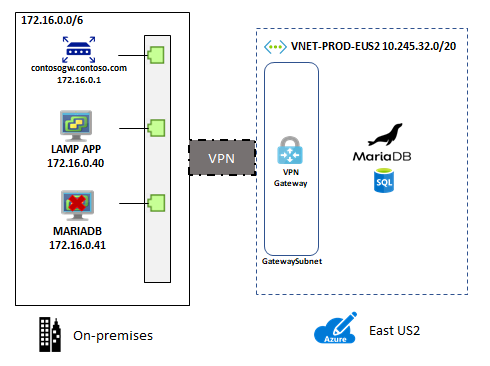 172.16.0.0/6
contosogw.contoso.com
172.16.0.1
LAMP APP
172.16.0.40
MARIADB
172.16.0.41
On-premises
VPN
VNET-PROD-EUS2 10.245.32.0/20
VPN
Gateway
GatewaySubnet
MariaDB
SQL
Azure
East US2